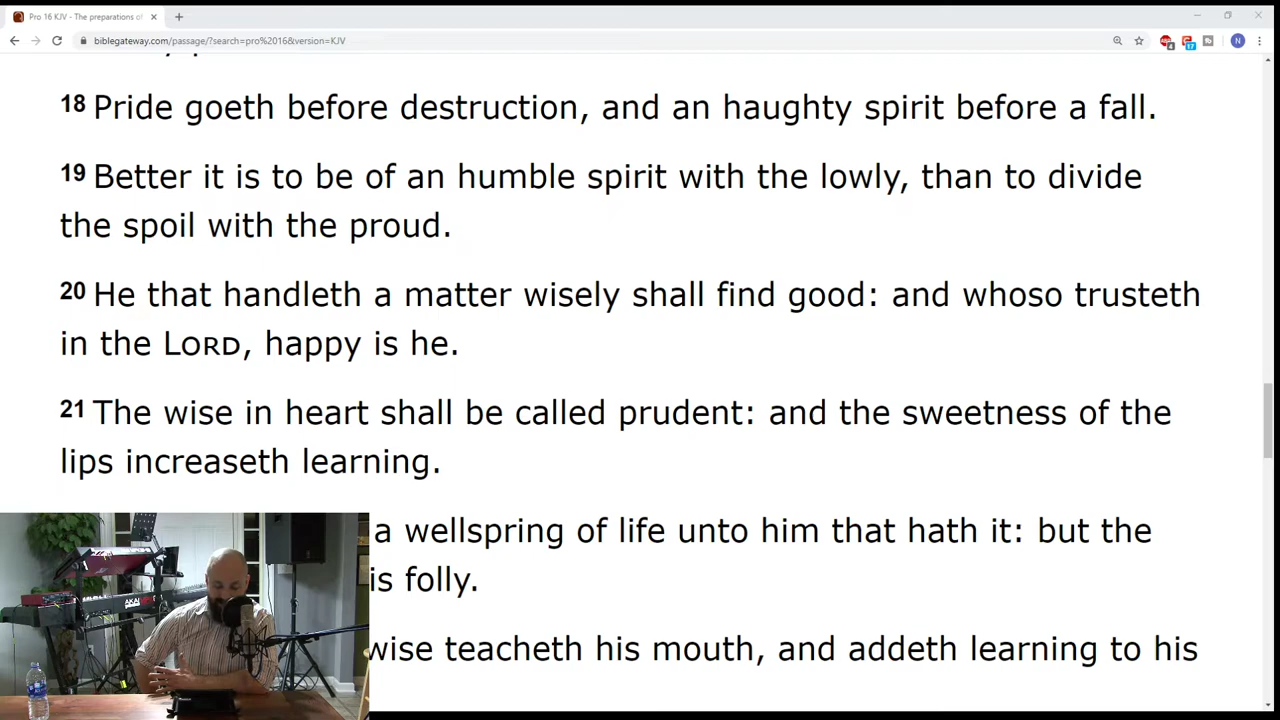 Pro 16 KJV - The preparations of
biblegateway.com/passage/?search=pro%2016&version=KJV
4
17
N
18 Pride goeth before destruction, and an haughty spirit before a fall.
19 Better it is to be of an humble spirit with the lowly, than to divide
the spoil with the proud.
20 He that handleth a matter wisely shall find good: and whoso trusteth
in the LORD, happy is he.
21 The wise in heart shall be called prudent: and the sweetness of the
lips increaseth learning.
a wellspring of life unto him that hath it: but the
is folly.
wise teacheth his mouth, and addeth learning to his
AKAI